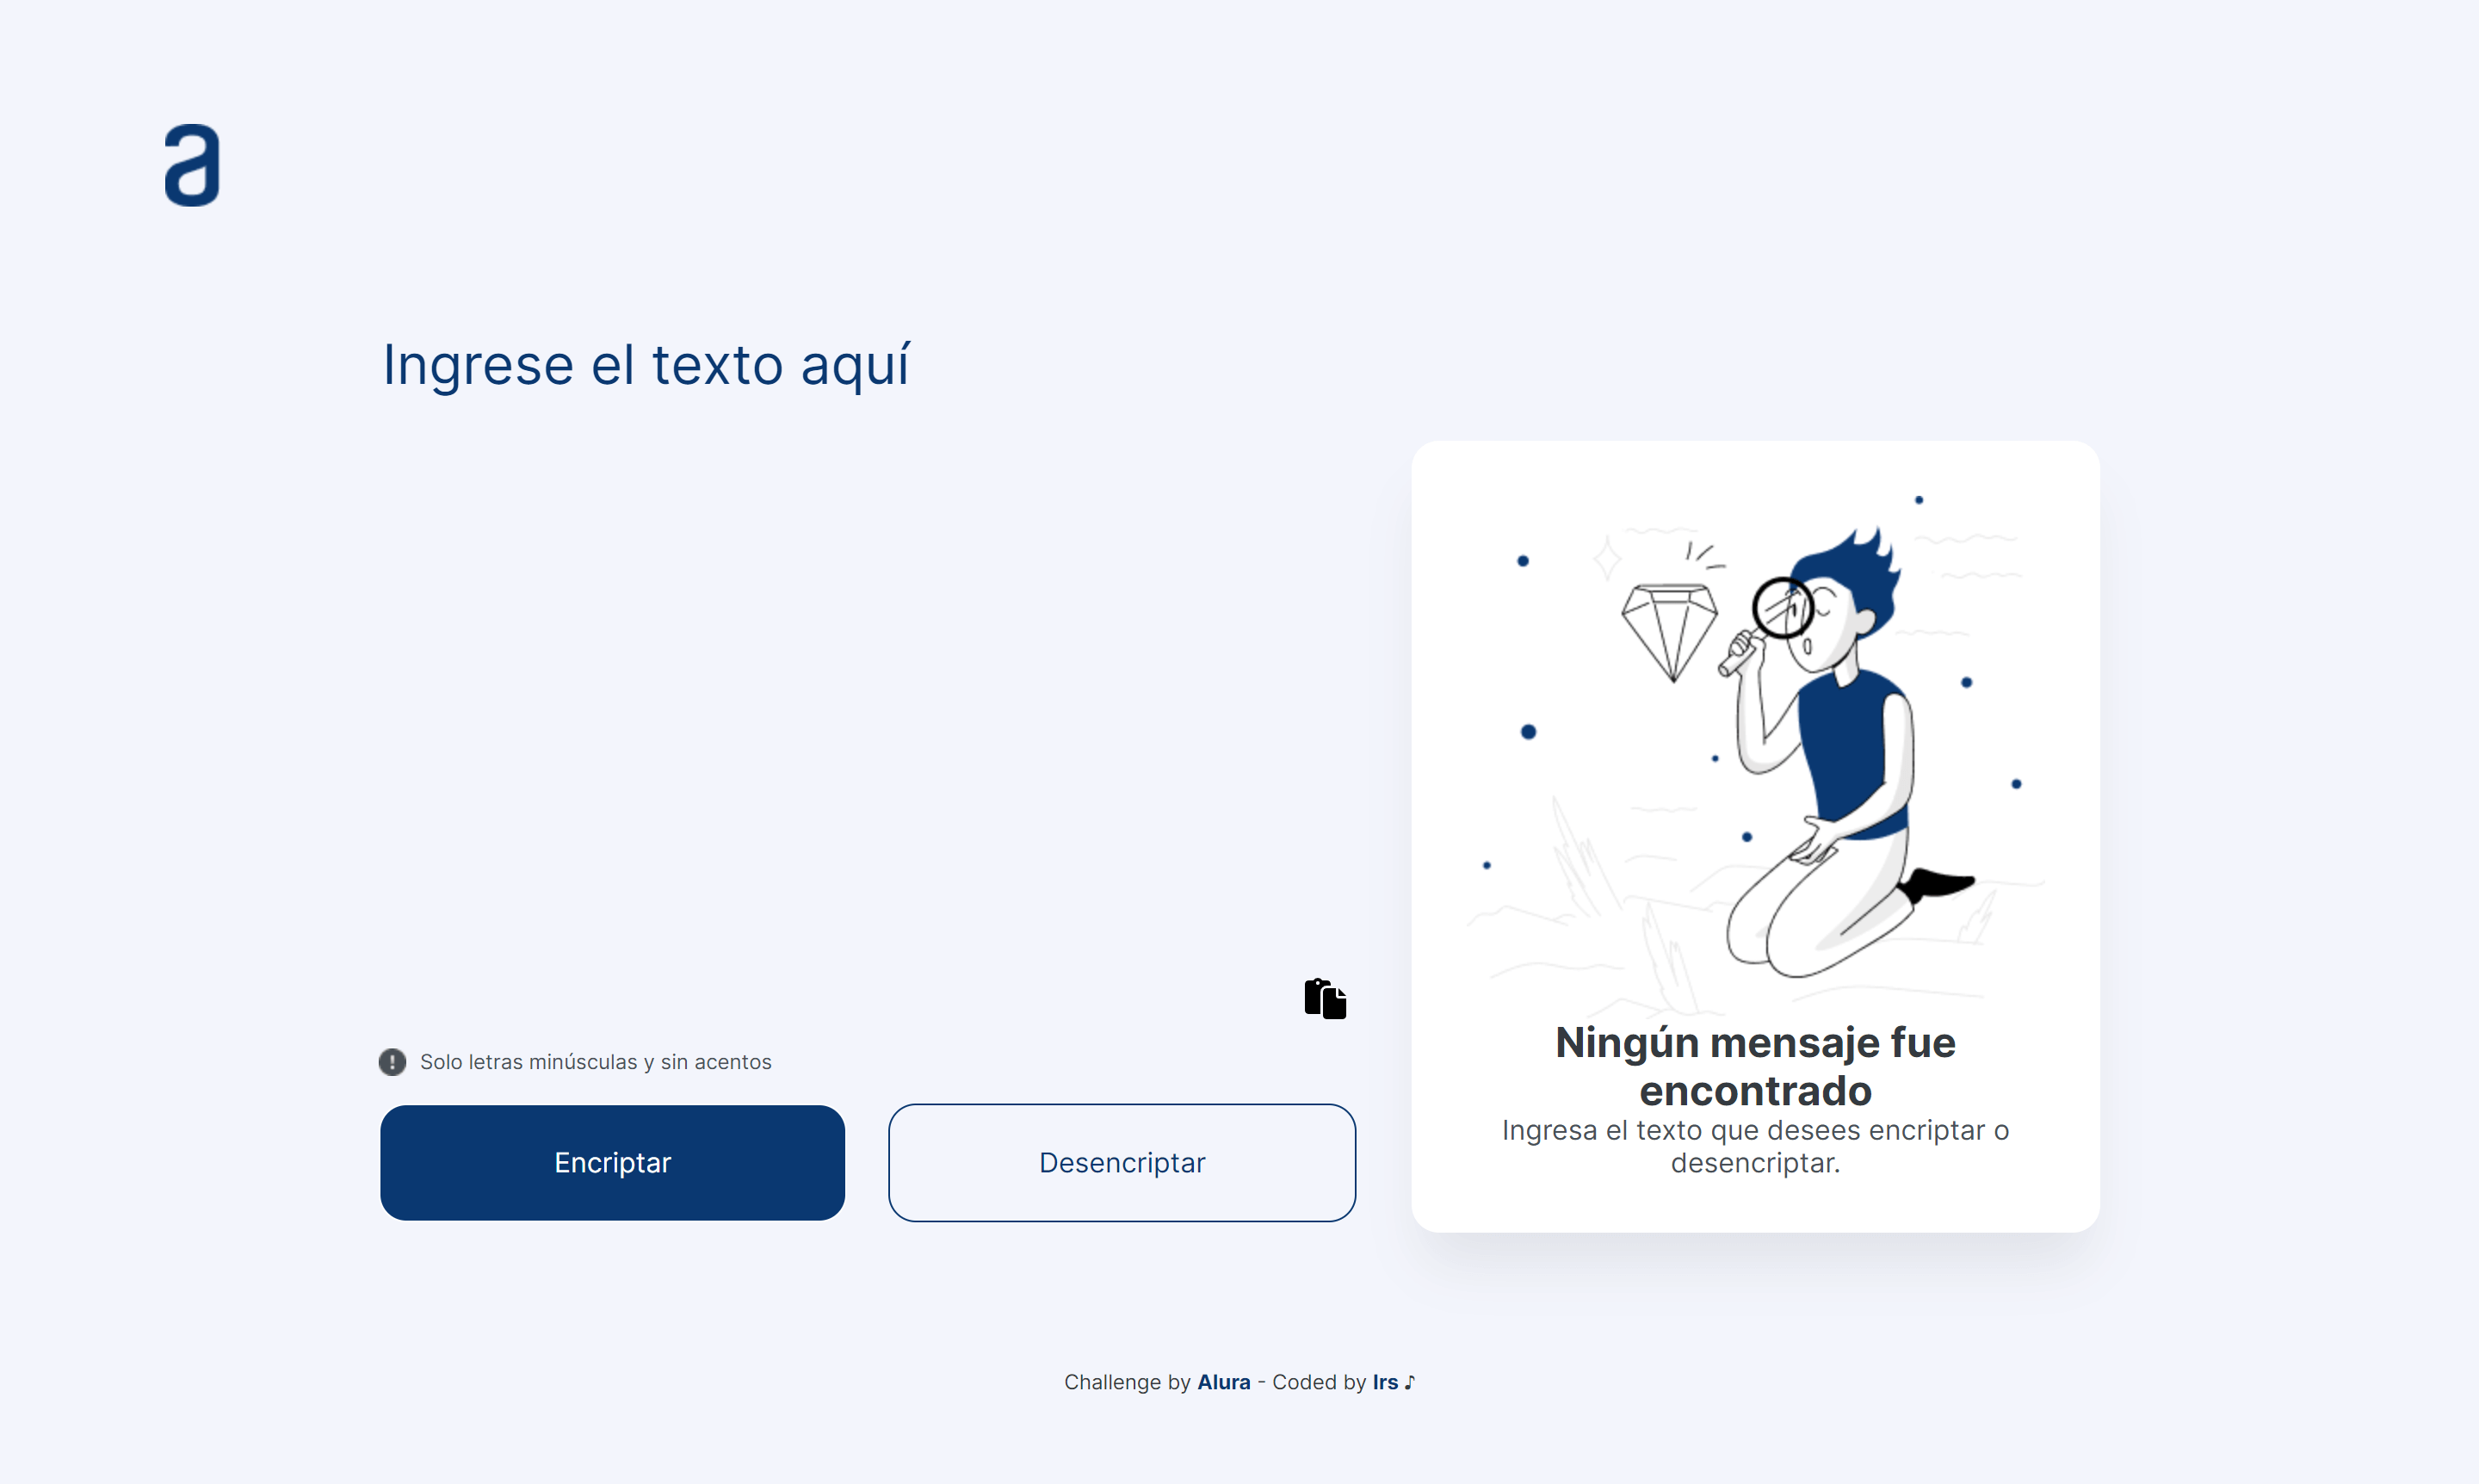 a
Ingrese el texto aquí
Solo letras minúsculas y sin acentos
Encriptar
Desencriptar
Ningún mensaje fue
encontrado
Ingresa el texto que desees encriptar o
desencriptar.
Challenge by Alura - Coded by Irs ♪